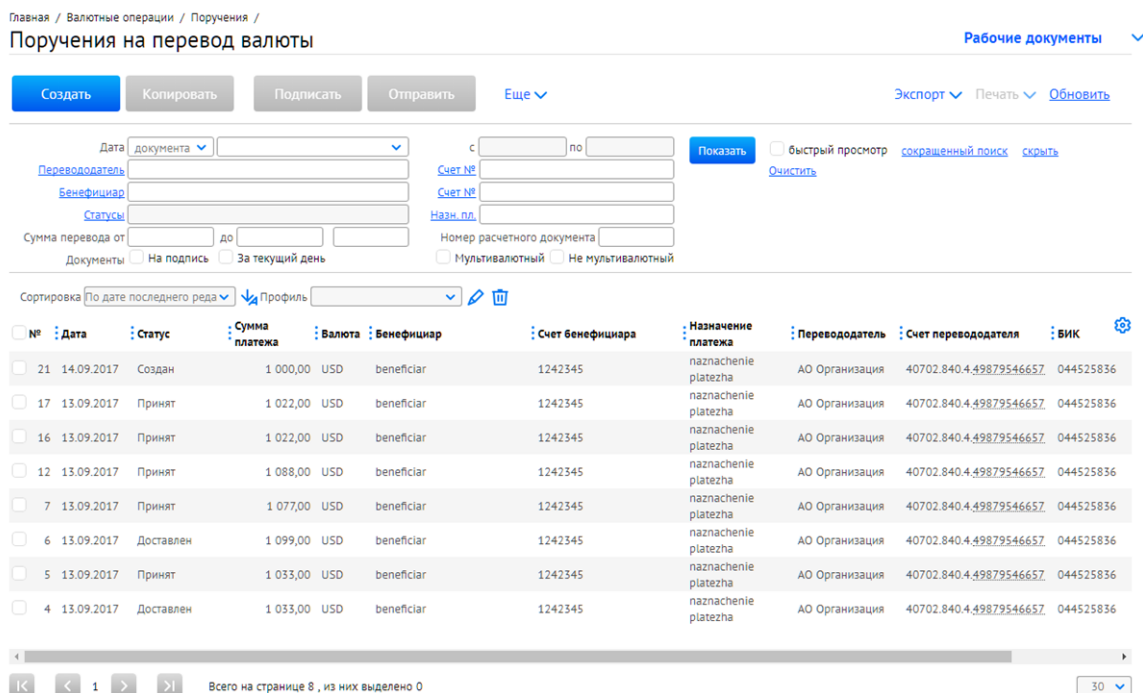 Главная / Валютные операции / Поручения /
Поручения на перевод валюты
Рабочие документы
Создать Копировать Подписать Отправить Еще Экспорт Печать Обновить
Дата документа с по Показать быстрый просмотр сокращенный поиск скрыть
Перевододатель Счет № Очистить
Бенефициар Счет №
Статусы Назн. пл.
Сумма перевода от до Номер расчетного документа
Документы На подпись За текущий день Мультивалютный Не мультивалютный
Сортировка По дате последнего реда Профиль
№ Дата Статус Сумма платежа Валюта Бенефициар Счет бенефициара Назначение платежа Перевододатель Счет перевододателя БИК
21 14.09.2017 Создан 1 000,00 USD beneficiar 1242345 naznachenie platezha АО Организация 40702.840.4.49879546657 044525836
17 13.09.2017 Принят 1 022,00 USD beneficiar 1242345 naznachenie platezha АО Организация 40702.840.4.49879546657 044525836
16 13.09.2017 Принят 1 022,00 USD beneficiar 1242345 naznachenie platezha АО Организация 40702.840.4.49879546657 044525836
12 13.09.2017 Принят 1 088,00 USD beneficiar 1242345 naznachenie platezha АО Организация 40702.840.4.49879546657 044525836
7 13.09.2017 Принят 1 077,00 USD beneficiar 1242345 naznachenie platezha АО Организация 40702.840.4.49879546657 044525836
6 13.09.2017 Доставлен 1 099,00 USD beneficiar 1242345 naznachenie platezha АО Организация 40702.840.4.49879546657 044525836
5 13.09.2017 Принят 1 033,00 USD beneficiar 1242345 naznachenie platezha АО Организация 40702.840.4.49879546657 044525836
4 13.09.2017 Доставлен 1 033,00 USD beneficiar 1242345 naznachenie platezha АО Организация 40702.840.4.49879546657 044525836
1 Всего на странице 8 , из них выделено 0 30